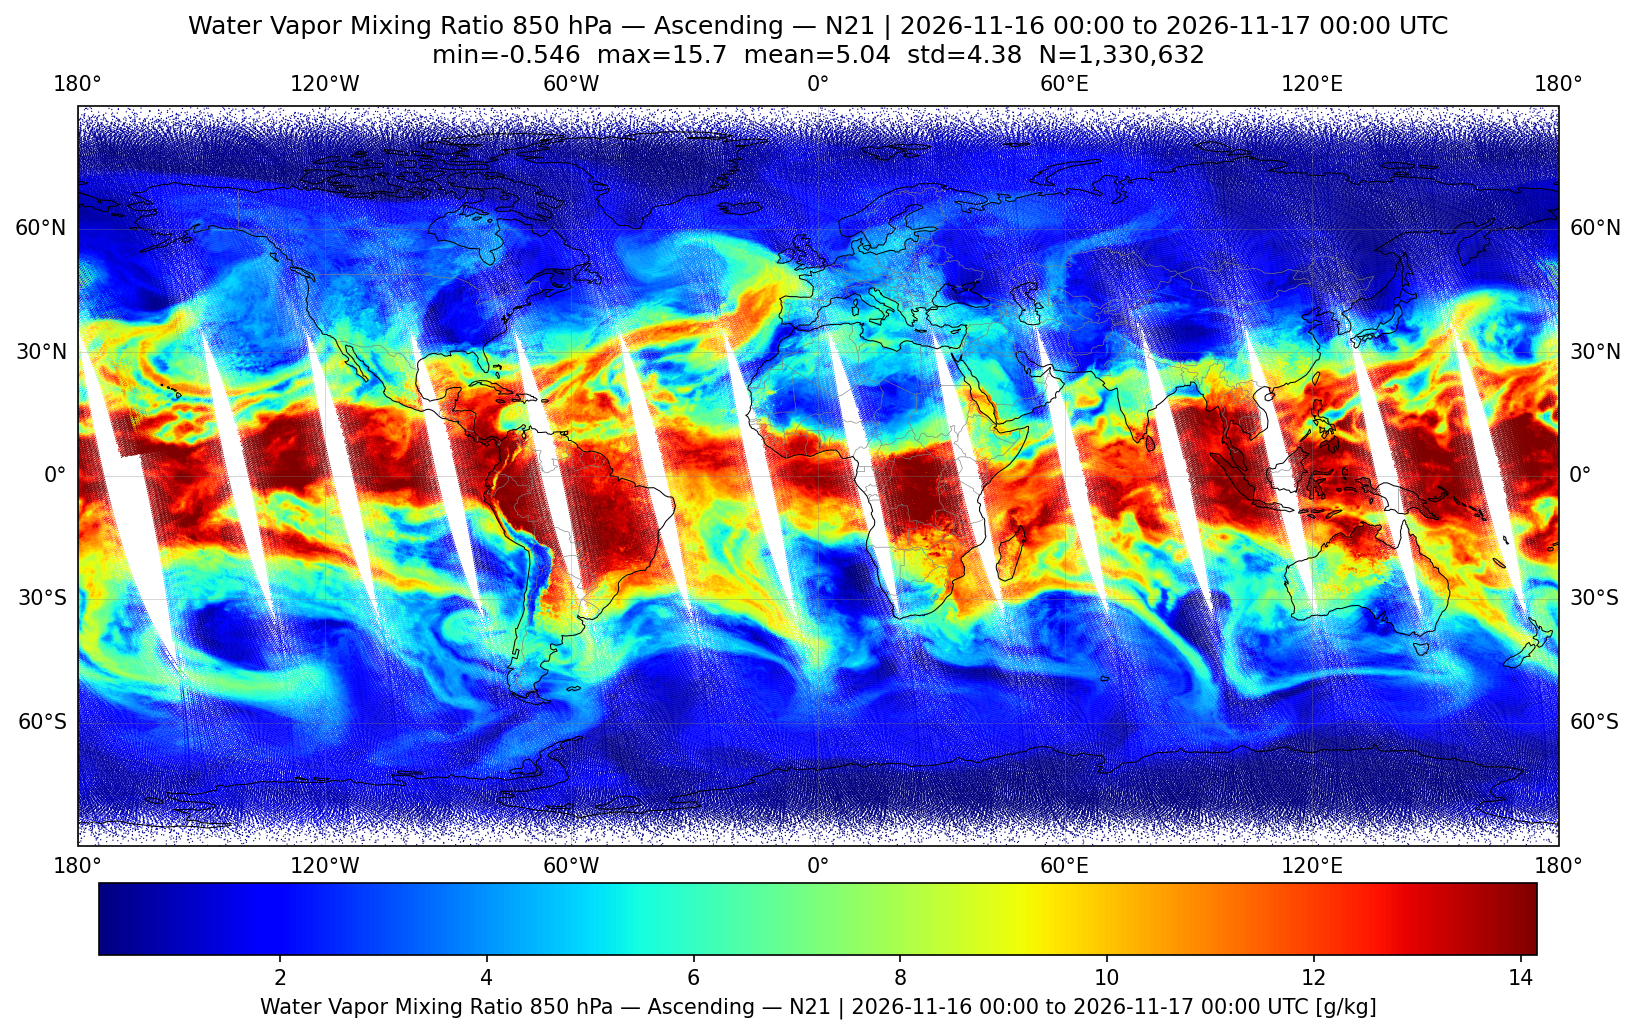 Water Vapor Mixing Ratio 850 hPa — Ascending — N21 | 2026-11-16 00:00 to 2026-11-17 00:00 UTC
min=-0.546 max=15.7 mean=5.04 std=4.38 N=1,330,632
180° 120°W 60°W 0° 60°E 120°E 180°
60°N 60°N
30°N 30°N
0° 0°
30°S 30°S
60°S 60°S
180° 120°W 60°W 0° 60°E 120°E 180°
2 4 6 8 10 12 14
Water Vapor Mixing Ratio 850 hPa — Ascending — N21 | 2026-11-16 00:00 to 2026-11-17 00:00 UTC [g/kg]